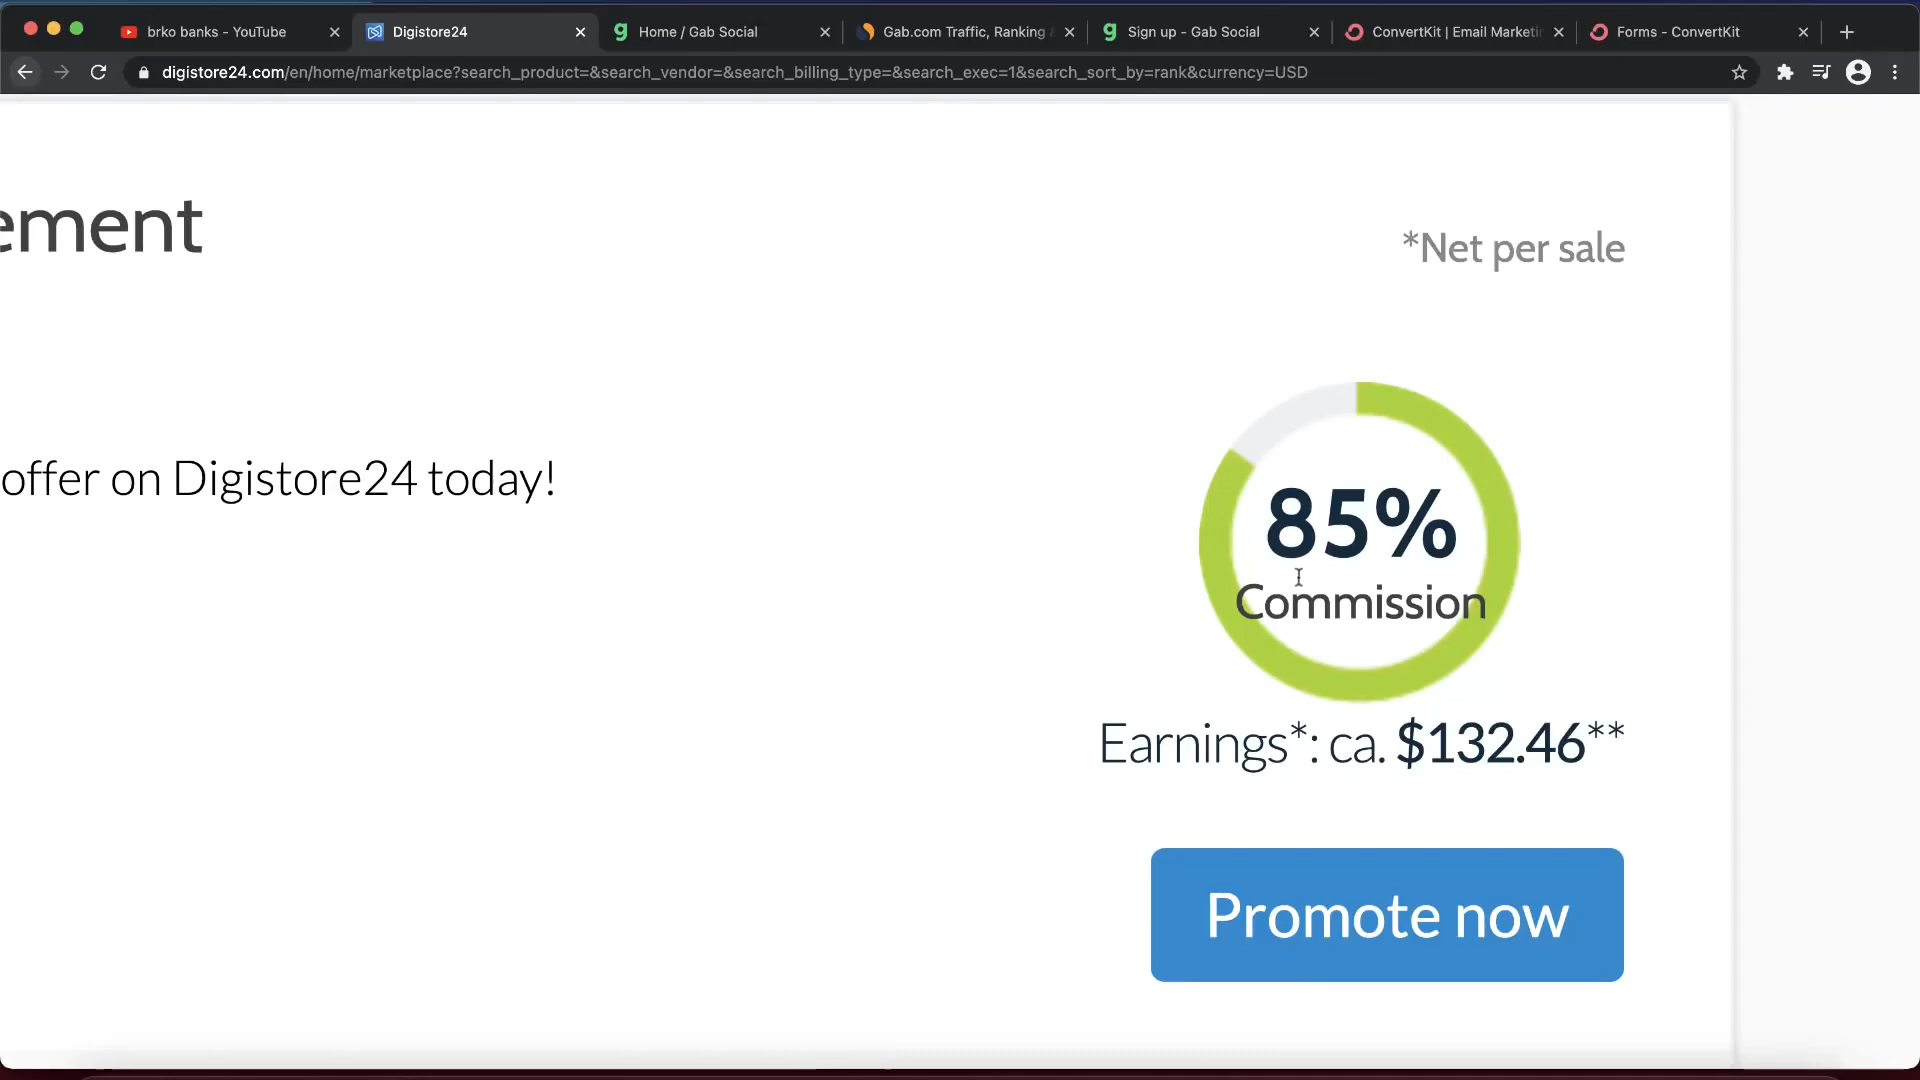 brko banks - YouTube
Digistore24
Home / Gab Social
Gab.com Traffic, Ranking
Sign up - Gab Social
ConvertKit | Email Marketin
Forms - ConvertKit
digistore24.com/en/home/marketplace?search_product=&search_vendor=&search_billing_type=&search_exec=1&search_sort_by=rank&currency=USD
ement
*Net per sale
offer on Digistore24 today!
85%
Commission
Earnings*: ca. $132.46**
Promote now